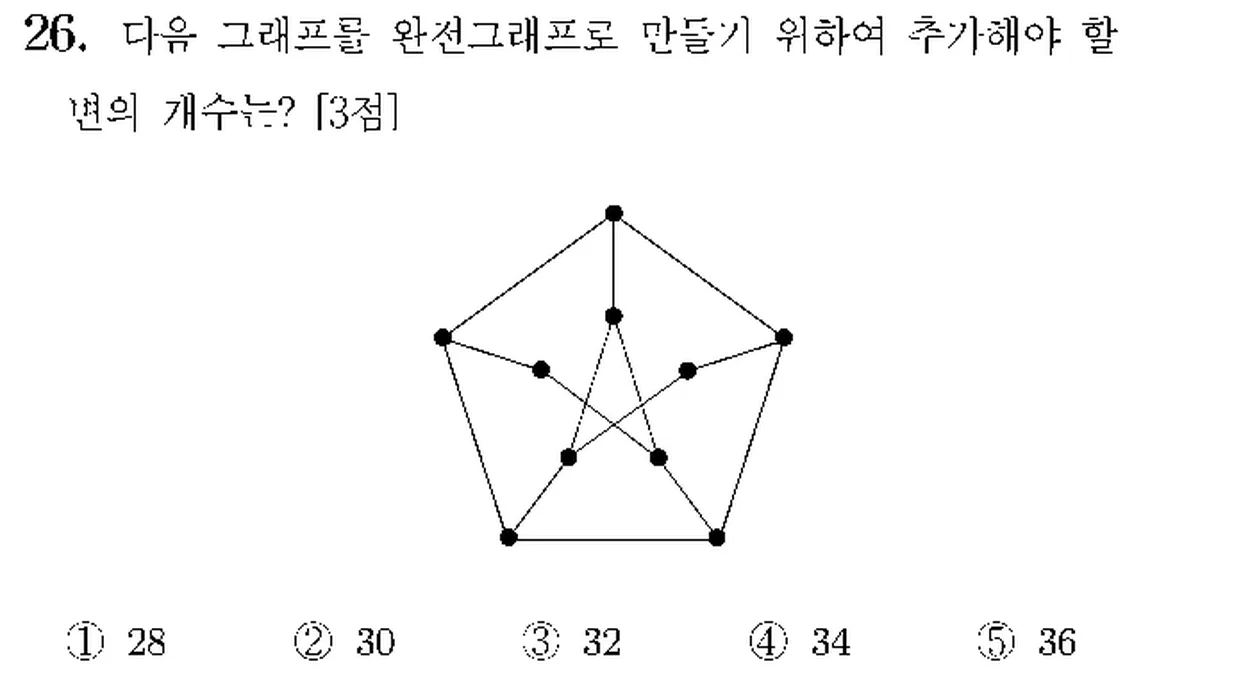 26. 다음 그래프를 완전그래프로 만들기 위하여 추가해야 할
변의 개수는? [3점]
① 28 ② 30 ③ 32 ④ 34 ⑤ 36